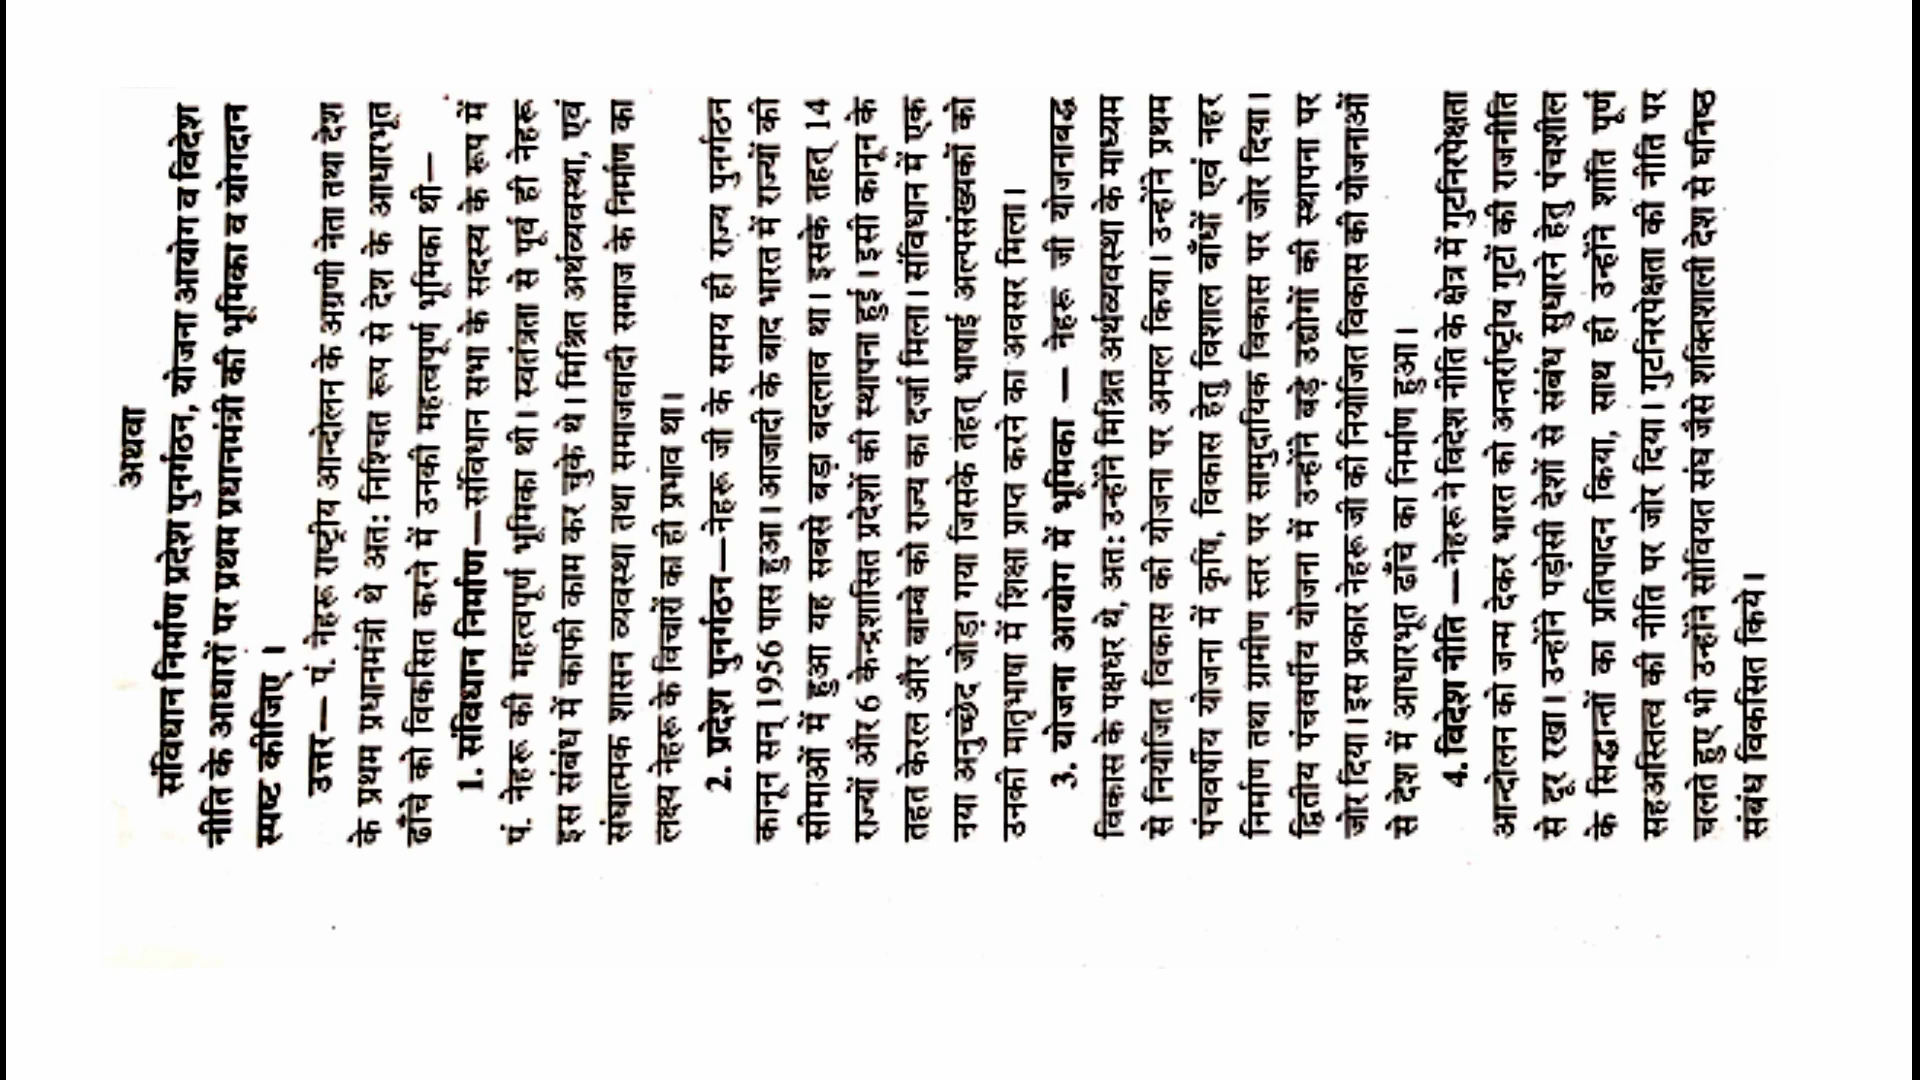 अथवा
संविधान निर्माण प्रदेश पुनर्गठन, योजना आयोग व विदेश
नीति के आधारों पर प्रथम प्रधानमंत्री की भूमिका व योगदान
स्पष्ट कीजिए ।
उत्तर— पं. नेहरू राष्ट्रीय आन्दोलन के अग्रणी नेता तथा देश
के प्रथम प्रधानमंत्री थे अत: निश्चित रूप से देश के आधारभूत
ढाँचे को विकसित करने में उनकी महत्वपूर्ण भूमिका थी—
1. संविधान निर्माण—संविधान सभा के सदस्य के रूप में
पं. नेहरू की महत्वपूर्ण भूमिका थी। स्वतंत्रता से पूर्व ही नेहरू
इस संबंध में काफी काम कर चुके थे। मिश्रित अर्थव्यवस्था, एवं
संघात्मक शासन व्यवस्था तथा समाजवादी समाज के निर्माण का
लक्ष्य नेहरू के विचारों का ही प्रभाव था।
2. प्रदेश पुनर्गठन—नेहरू जी के समय ही राज्य पुनर्गठन
कानून सन् 1956 पास हुआ। आजादी के बाद भारत में राज्यों की
सीमाओं में हुआ यह सबसे बड़ा बदलाव था। इसके तहत् 14
राज्यों और 6 केन्द्रशासित प्रदेशों की स्थापना हुई। इसी कानून के
तहत केरल और बाम्बे को राज्य का दर्जा मिला। संविधान में एक
नया अनुच्छेद जोड़ा गया जिसके तहत् भाषाई अल्पसंख्यकों को
उनकी मातृभाषा में शिक्षा प्राप्त करने का अवसर मिला।
3. योजना आयोग में भूमिका — नेहरू जी योजनाबद्ध
विकास के पक्षधर थे, अत: उन्होंने मिश्रित अर्थव्यवस्था के माध्यम
से नियोजित विकास की योजना पर अमल किया। उन्होंने प्रथम
पंचवर्षीय योजना में कृषि, विकास हेतु विशाल बाँधों एवं नहर
निर्माण तथा ग्रामीण स्तर पर सामुदायिक विकास पर जोर दिया।
द्वितीय पंचवर्षीय योजना में उन्होंने बड़े उद्योगों की स्थापना पर
जोर दिया। इस प्रकार नेहरू जी की नियोजित विकास की योजनाओं
से देश में आधारभूत ढाँचे का निर्माण हुआ।
4. विदेश नीति —नेहरू ने विदेश नीति के क्षेत्र में गुटनिरपेक्षता
आन्दोलन को जन्म देकर भारत को अन्तर्राष्ट्रीय गुटों की राजनीति
से दूर रखा। उन्होंने पड़ोसी देशों से संबंध सुधारने हेतु पंचशील
के सिद्धान्तों का प्रतिपादन किया, साथ ही उन्होंने शांति पूर्ण
सहअस्तित्व की नीति पर जोर दिया। गुटनिरपेक्षता की नीति पर
चलते हुए भी उन्होंने सोवियत संघ जैसे शक्तिशाली देश से घनिष्ठ
संबंध विकसित किये।